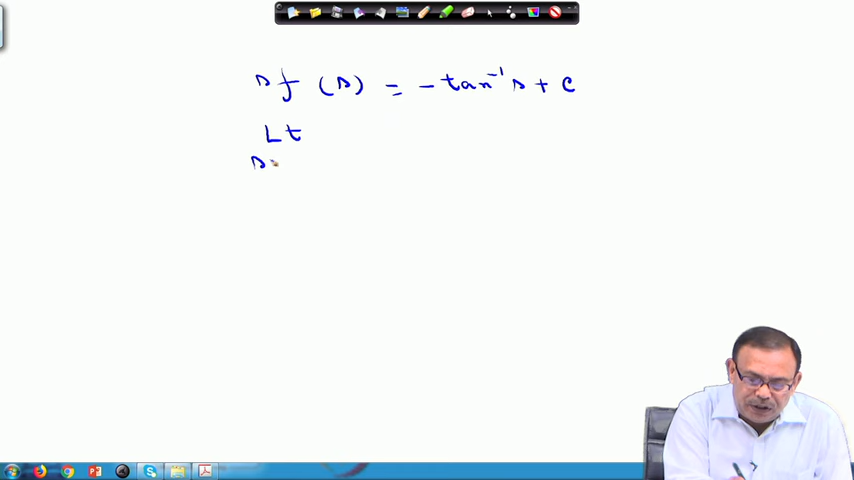 s f (s) = - tan⁻¹ s + c
Lt
s